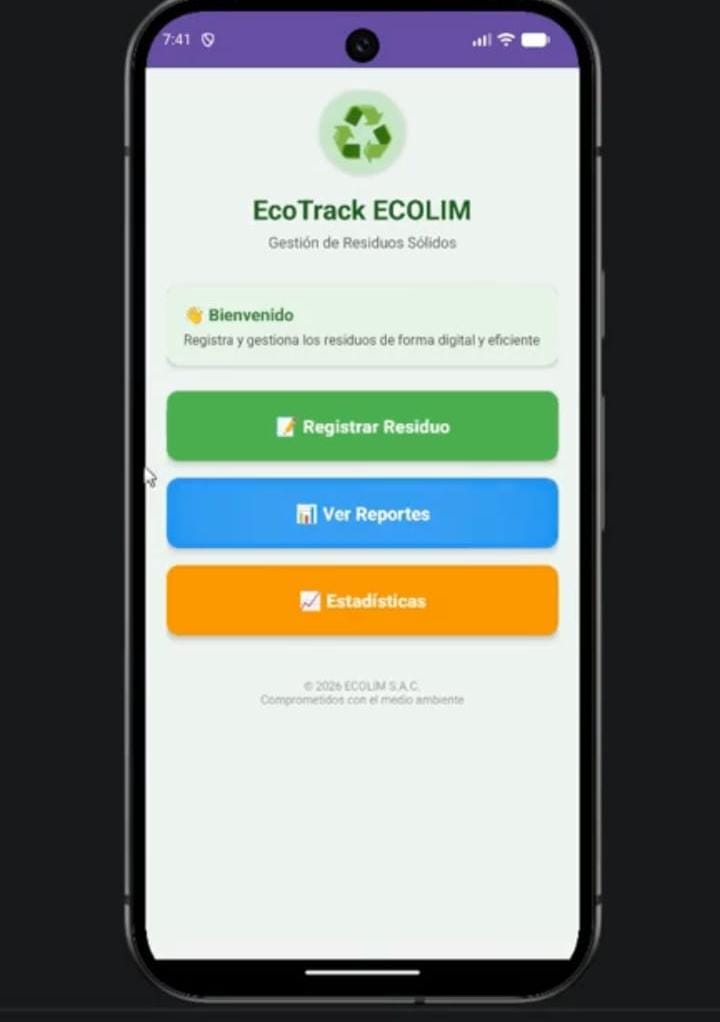 7:41
EcoTrack ECOLIM
Gestión de Residuos Sólidos
👋 Bienvenido
Registra y gestiona los residuos de forma digital y eficiente
📝 Registrar Residuo
📊 Ver Reportes
📈 Estadísticas
© 2026 ECOLIM S.A.C.
Comprometidos con el medio ambiente